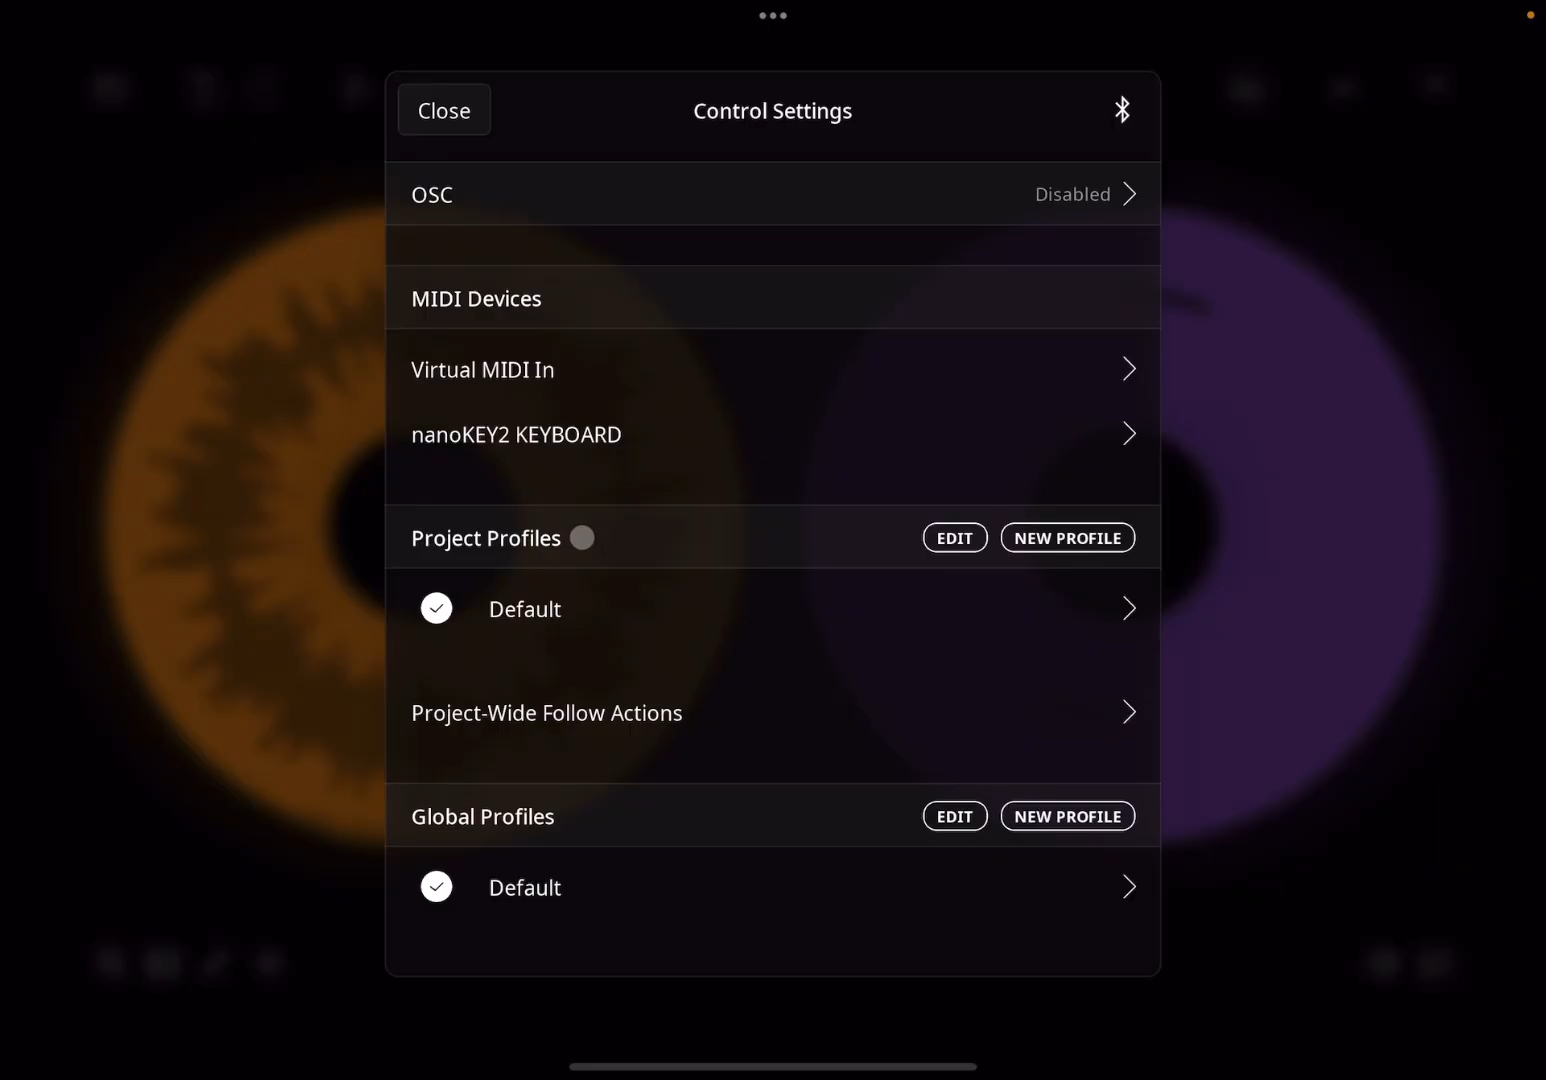 Close
Control Settings
OSC
Disabled
MIDI Devices
Virtual MIDI In
nanoKEY2 KEYBOARD
Project Profiles
EDIT
NEW PROFILE
Default
Project-Wide Follow Actions
Global Profiles
EDIT
NEW PROFILE
Default